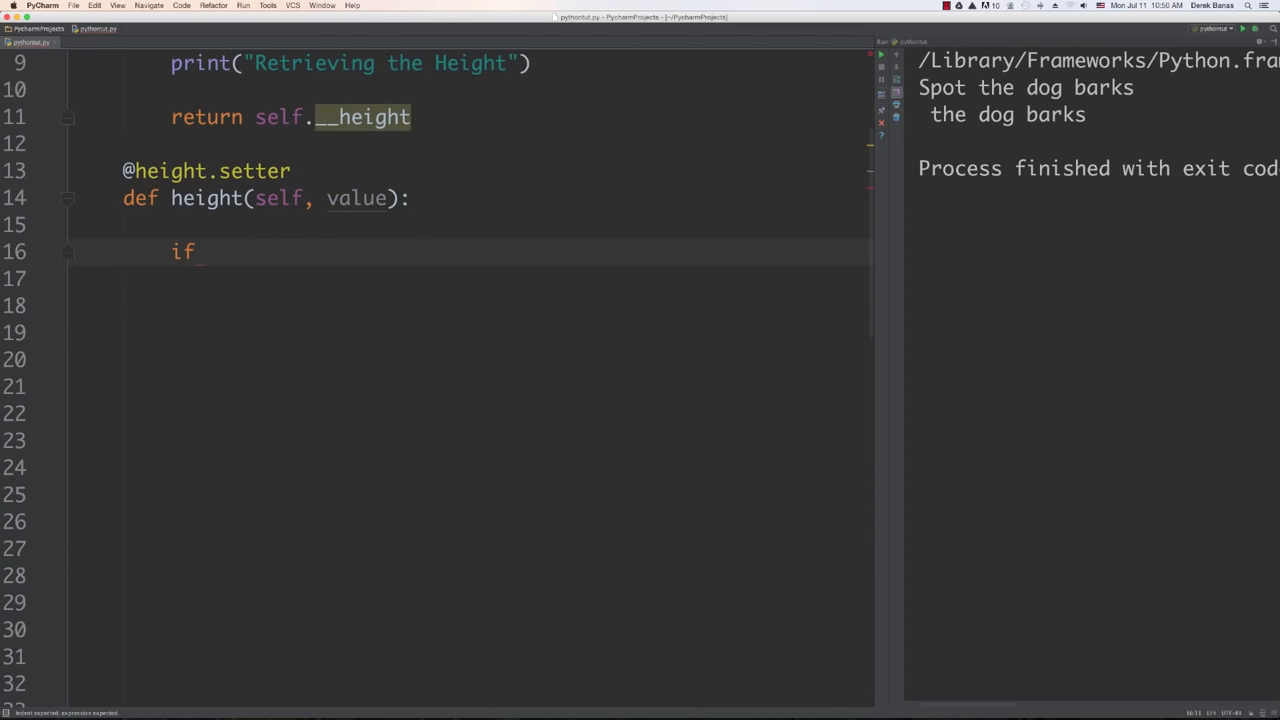 PyCharm File Edit View Navigate Code Refactor Run Tools VCS Window Help 10 Mon Jul 11 10:50 AM Derek Banas
pythontut.py - PycharmProjects - [~/PycharmProjects]
PycharmProjects pythontut.py pythontut
pythontut.py Run pythontut
9 print("Retrieving the Height")
10
11 return self.__height
12
13 @height.setter
14 def height(self, value):
15
16 if
17
18
19
20
21
22
23
24
25
26
27
28
29
30
31
32
/Library/Frameworks/Python.fra
Spot the dog barks
the dog barks
Process finished with exit cod
Indent expected, expression expected. 16:11 LF UTF-8